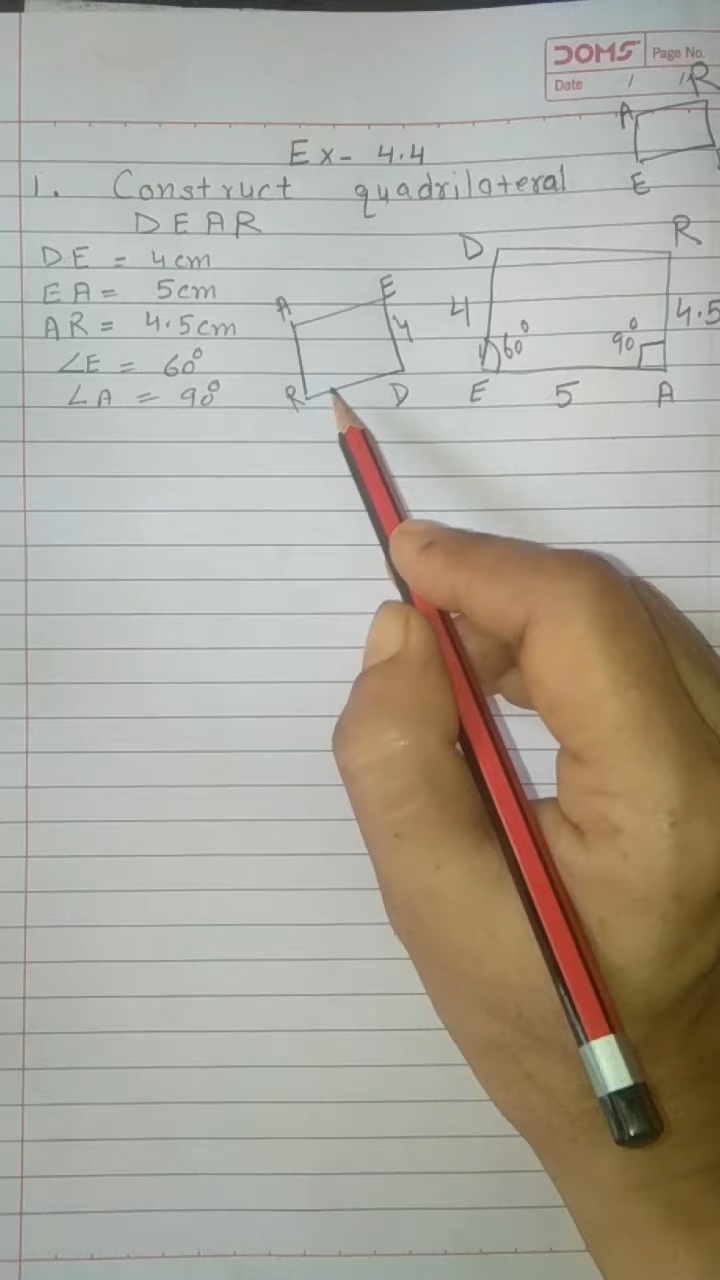 DOMS Page No.
Date / /
R
A
E
Ex- 4.4
1. Construct quadrilateral
DEAR
DE = 4cm
EA = 5cm
AR = 4.5cm
∠E = 60°
∠A = 90°
A E
4
R D
D R
4 4.5
60° 90°
E 5 A